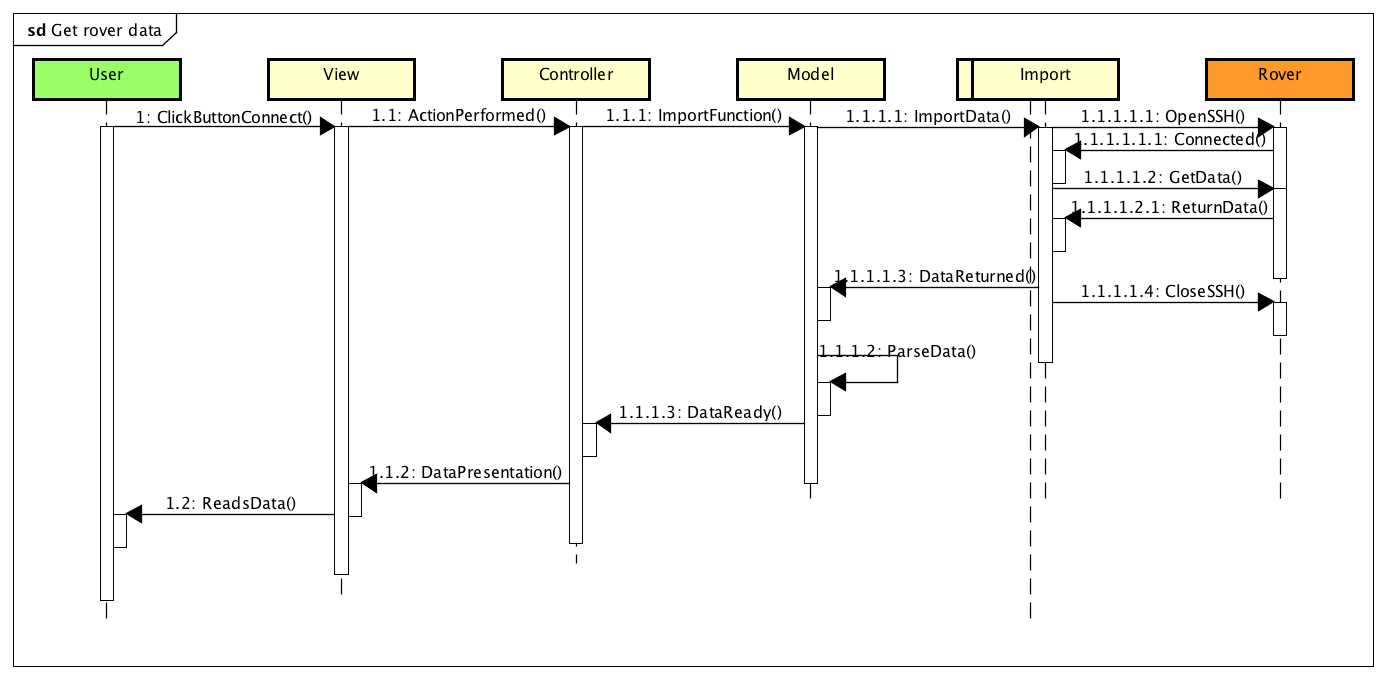 sd Get rover data
User
View
Controller
Model
Import
Rover
1: ClickButtonConnect()
1.1: ActionPerformed()
1.1.1: ImportFunction()
1.1.1.1: ImportData()
1.1.1.1.1: OpenSSH()
1.1.1.1.1.1: Connected()
1.1.1.1.2: GetData()
1.1.1.1.2.1: ReturnData()
1.1.1.1.3: DataReturned()
1.1.1.1.4: CloseSSH()
1.1.1.2: ParseData()
1.1.1.3: DataReady()
1.1.2: DataPresentation()
1.2: ReadsData()